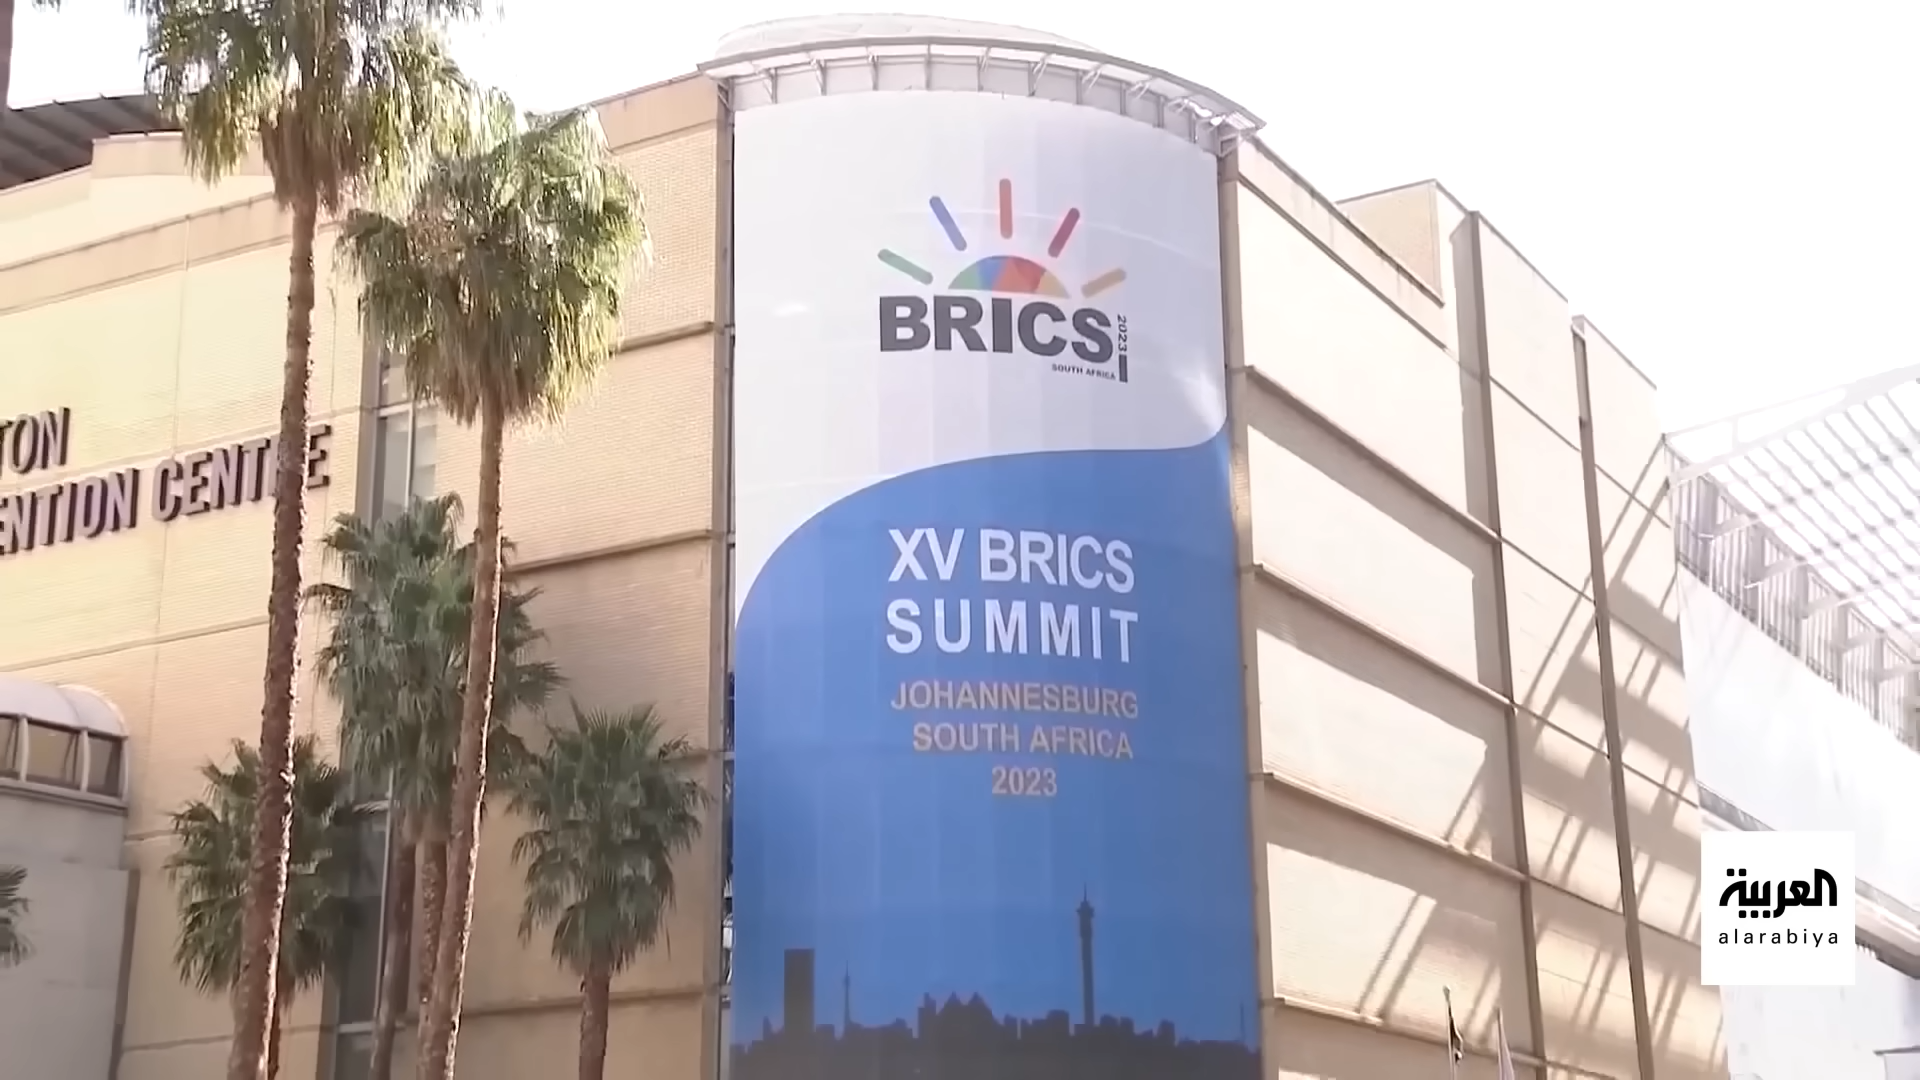 TON
ENTION CENTRE
BRICS
2023
SOUTH AFRICA
XV BRICS
SUMMIT
JOHANNESBURG
SOUTH AFRICA
2023
العربية
alarabiya